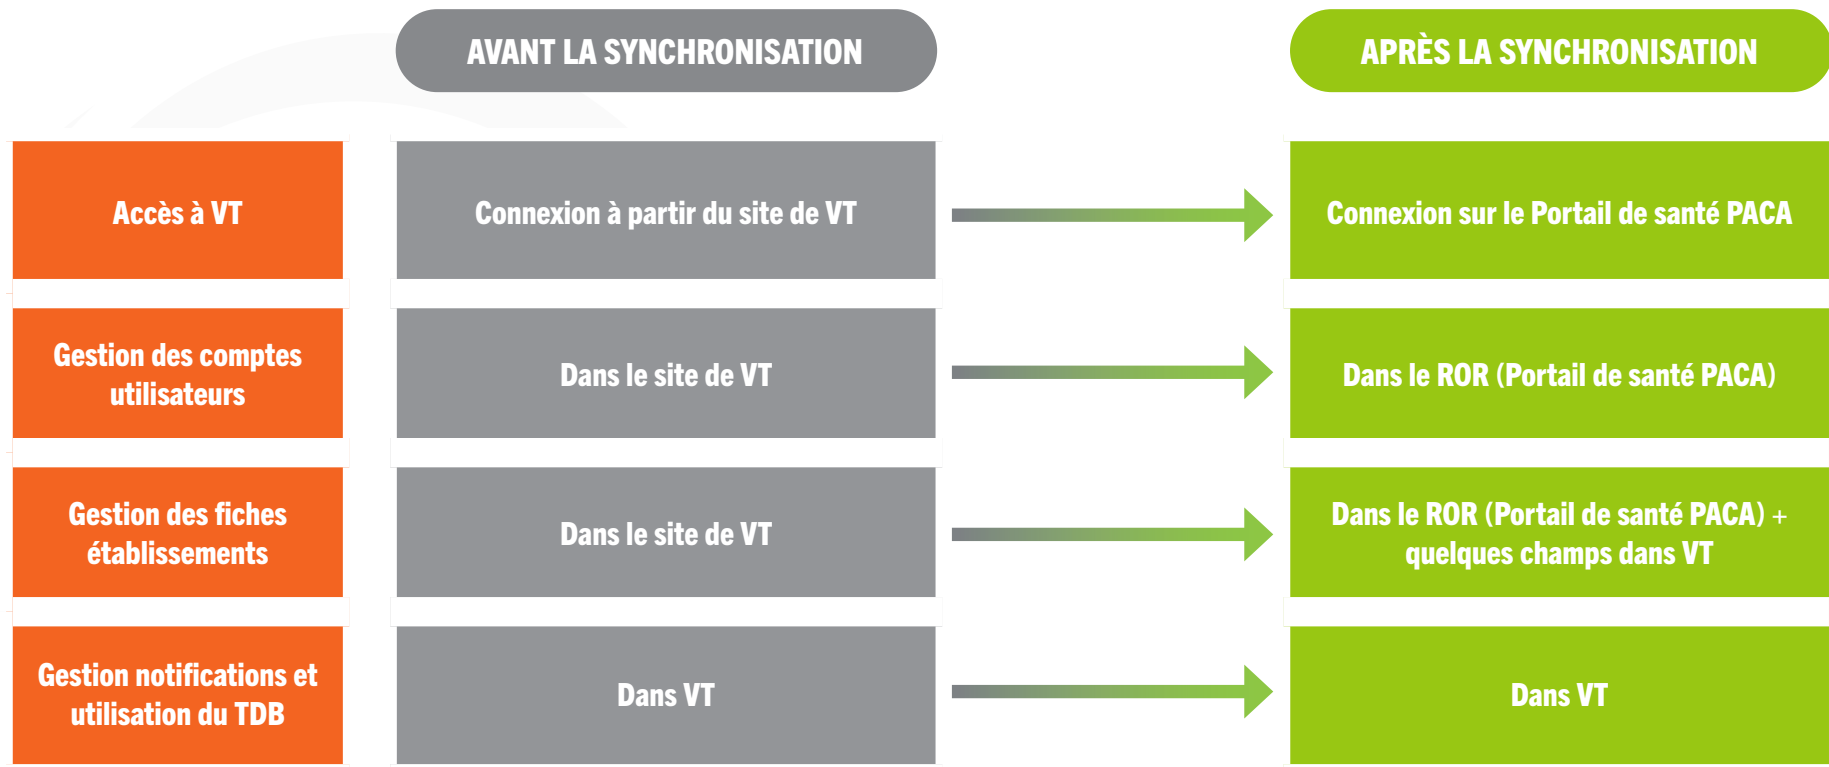 AVANT LA SYNCHRONISATION
APRÈS LA SYNCHRONISATION
Accès à VT
Connexion à partir du site de VT
Connexion sur le Portail de santé PACA
Gestion des comptes
utilisateurs
Dans le site de VT
Dans le ROR (Portail de santé PACA)
Gestion des fiches
établissements
Dans le site de VT
Dans le ROR (Portail de santé PACA) +
quelques champs dans VT
Gestion notifications et
utilisation du TDB
Dans VT
Dans VT